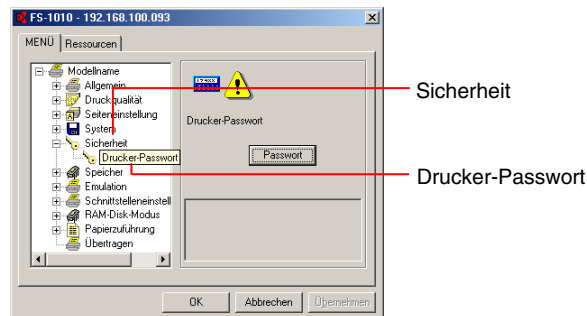 FS-1010 - 192.168.100.093
MENÜ
Ressourcen
Modellname
Allgemein
Druckqualität
Seiteneinstellung
System
Sicherheit
Drucker-Passwort
Speicher
Emulation
Schnittstelleneinstell
RAM-Disk-Modus
Papierzuführung
Übertragen
Drucker-Passwort
Passwort
OK
Abbrechen
Übernehmen
Sicherheit
Drucker-Passwort